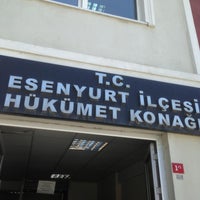 T.C.
ESENYURT İLÇESİ
HÜKÜMET KONAĞI